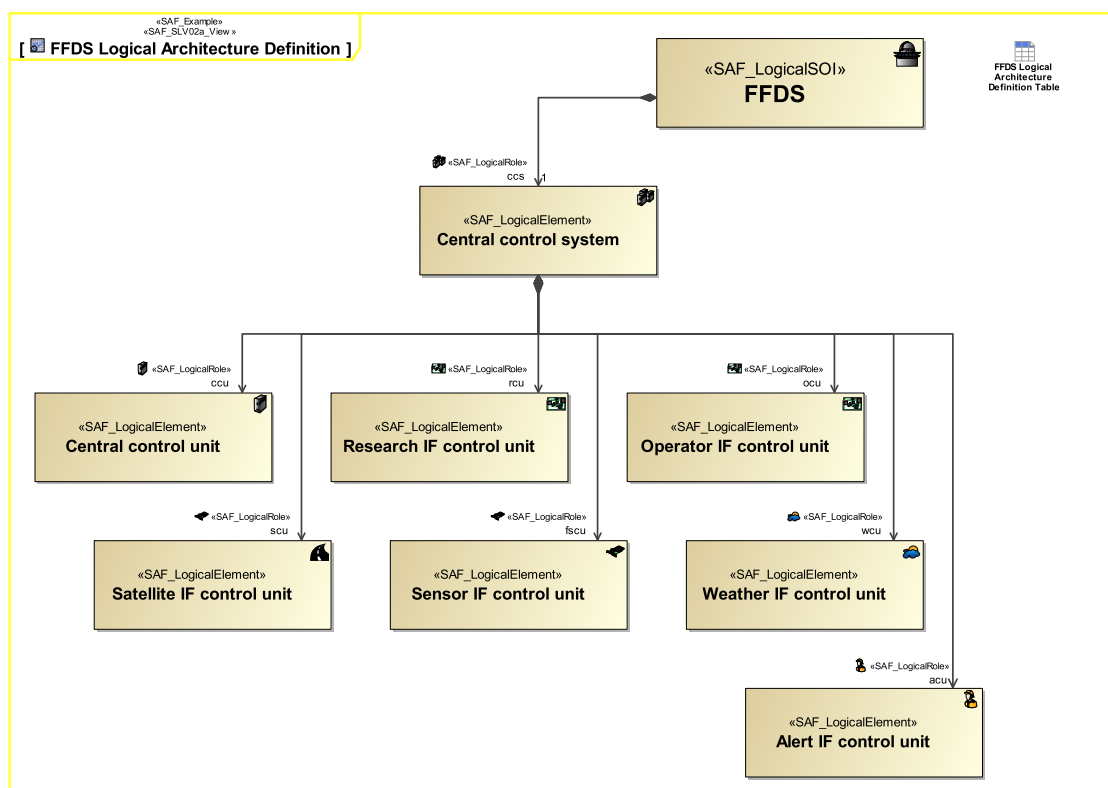 «SAF_Example»
«SAF_SLV02a_View »
[ FFDS Logical Architecture Definition ]
«SAF_LogicalSOI»
FFDS
FFDS Logical
Architecture
Definition Table
«SAF_LogicalRole»
ccs
1
«SAF_LogicalElement»
Central control system
«SAF_LogicalRole»
ccu
«SAF_LogicalRole»
rcu
«SAF_LogicalRole»
ocu
«SAF_LogicalElement»
Central control unit
«SAF_LogicalElement»
Research IF control unit
«SAF_LogicalElement»
Operator IF control unit
«SAF_LogicalRole»
scu
«SAF_LogicalRole»
fscu
«SAF_LogicalRole»
wcu
«SAF_LogicalElement»
Satellite IF control unit
«SAF_LogicalElement»
Sensor IF control unit
«SAF_LogicalElement»
Weather IF control unit
«SAF_LogicalRole»
acu
«SAF_LogicalElement»
Alert IF control unit